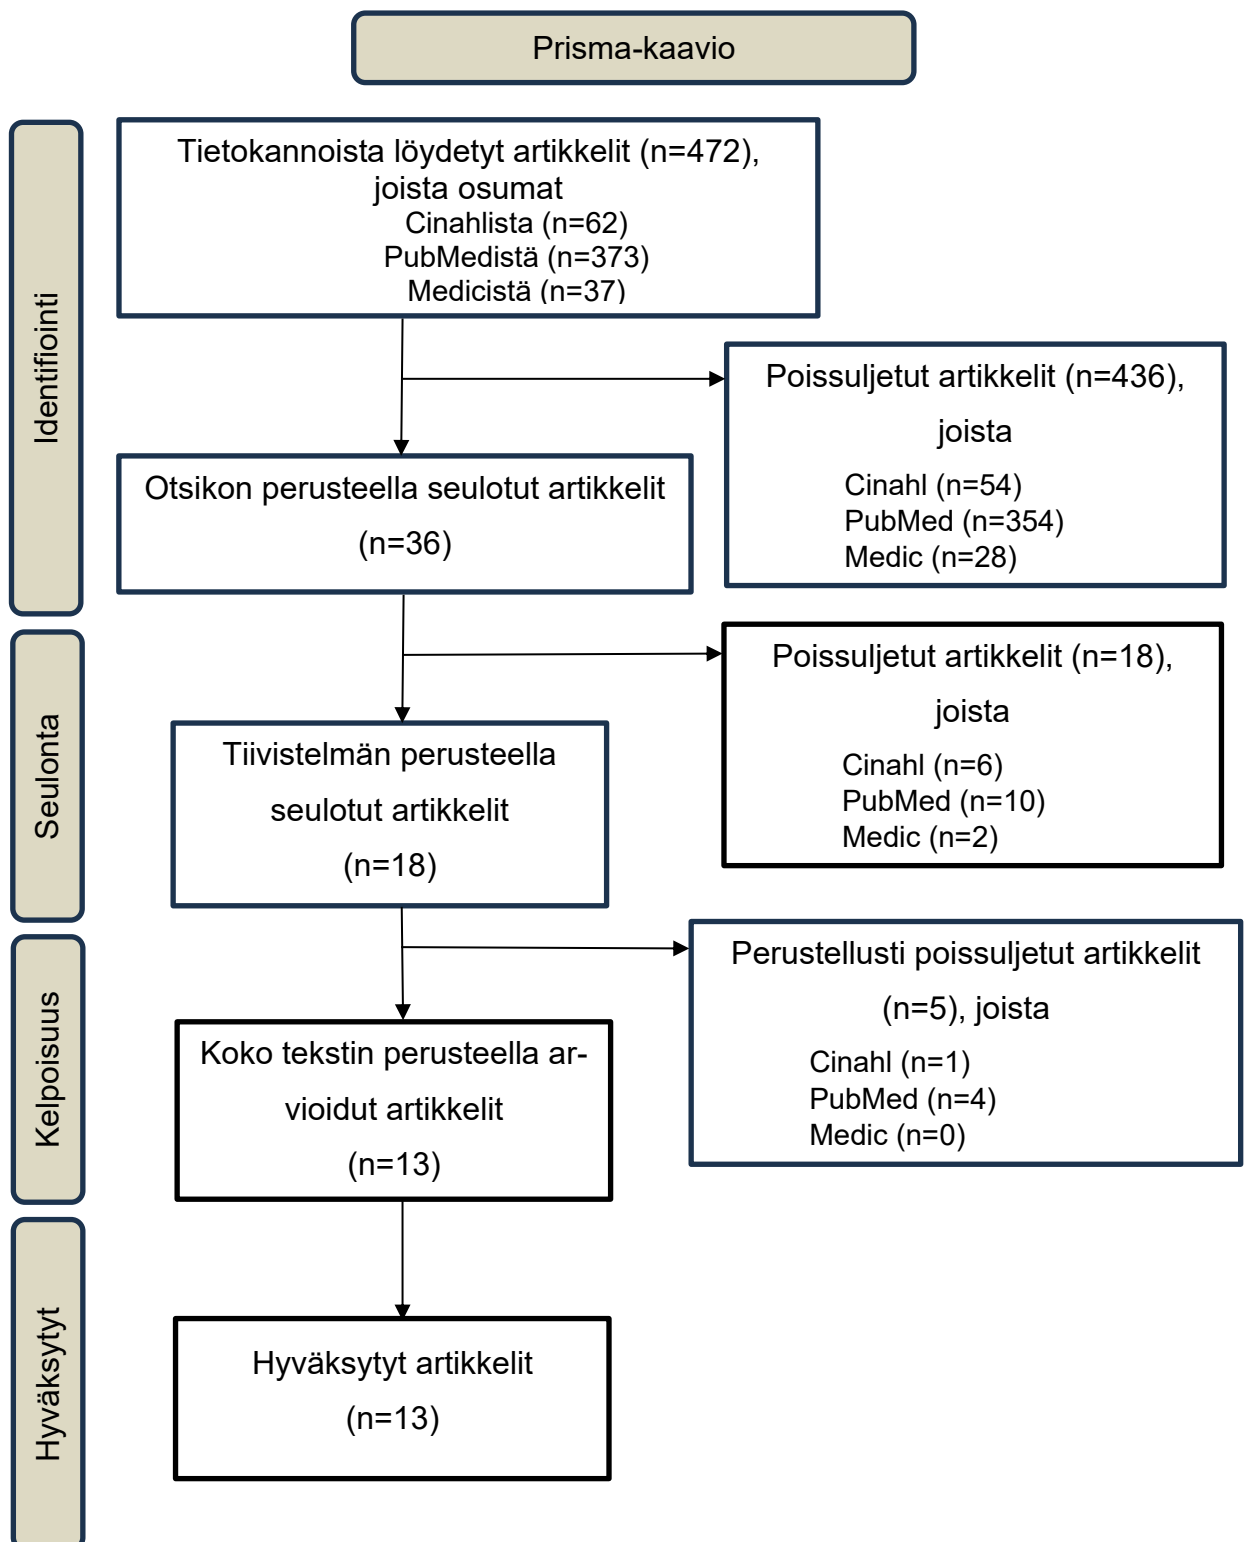 Prisma-kaavio
Identifiointi
Tietokannoista löydetyt artikkelit (n=472),
joista osumat
Cinahlista (n=62)
PubMedistä (n=373)
Medicistä (n=37)
Poissuljetut artikkelit (n=436),
joista
Cinahl (n=54)
PubMed (n=354)
Medic (n=28)
Otsikon perusteella seulotut artikkelit
(n=36)
Seulonta
Poissuljetut artikkelit (n=18),
joista
Cinahl (n=6)
PubMed (n=10)
Medic (n=2)
Tiivistelmän perusteella
seulotut artikkelit
(n=18)
Kelpoisuus
Perustellusti poissuljetut artikkelit
(n=5), joista
Cinahl (n=1)
PubMed (n=4)
Medic (n=0)
Koko tekstin perusteella ar-
vioidut artikkelit
(n=13)
Hyväksytyt
Hyväksytyt artikkelit
(n=13)